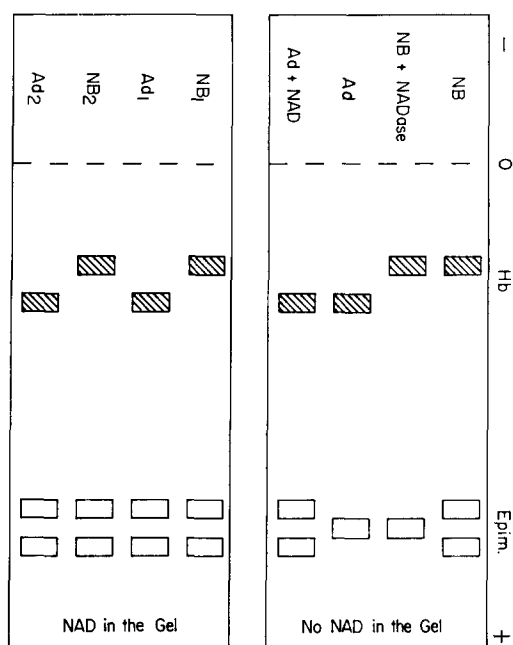 Ad2
NB2
Ad1
NB1
NAD in the Gel
Ad + NAD
Ad
NB + NADase
NB
No NAD in the Gel
−
O
Hb
Epim.
+